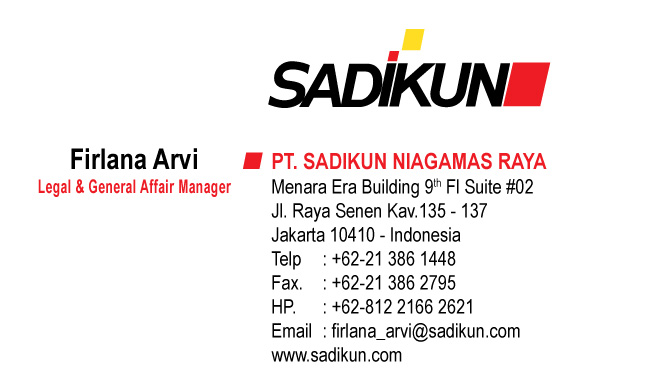 SADIKUN
Firlana Arvi
Legal & General Affair Manager
PT. SADIKUN NIAGAMAS RAYA
Menara Era Building 9th Fl Suite #02
Jl. Raya Senen Kav.135 - 137
Jakarta 10410 - Indonesia
Telp : +62-21 386 1448
Fax. : +62-21 386 2795
HP. : +62-812 2166 2621
Email : firlana_arvi@sadikun.com
www.sadikun.com